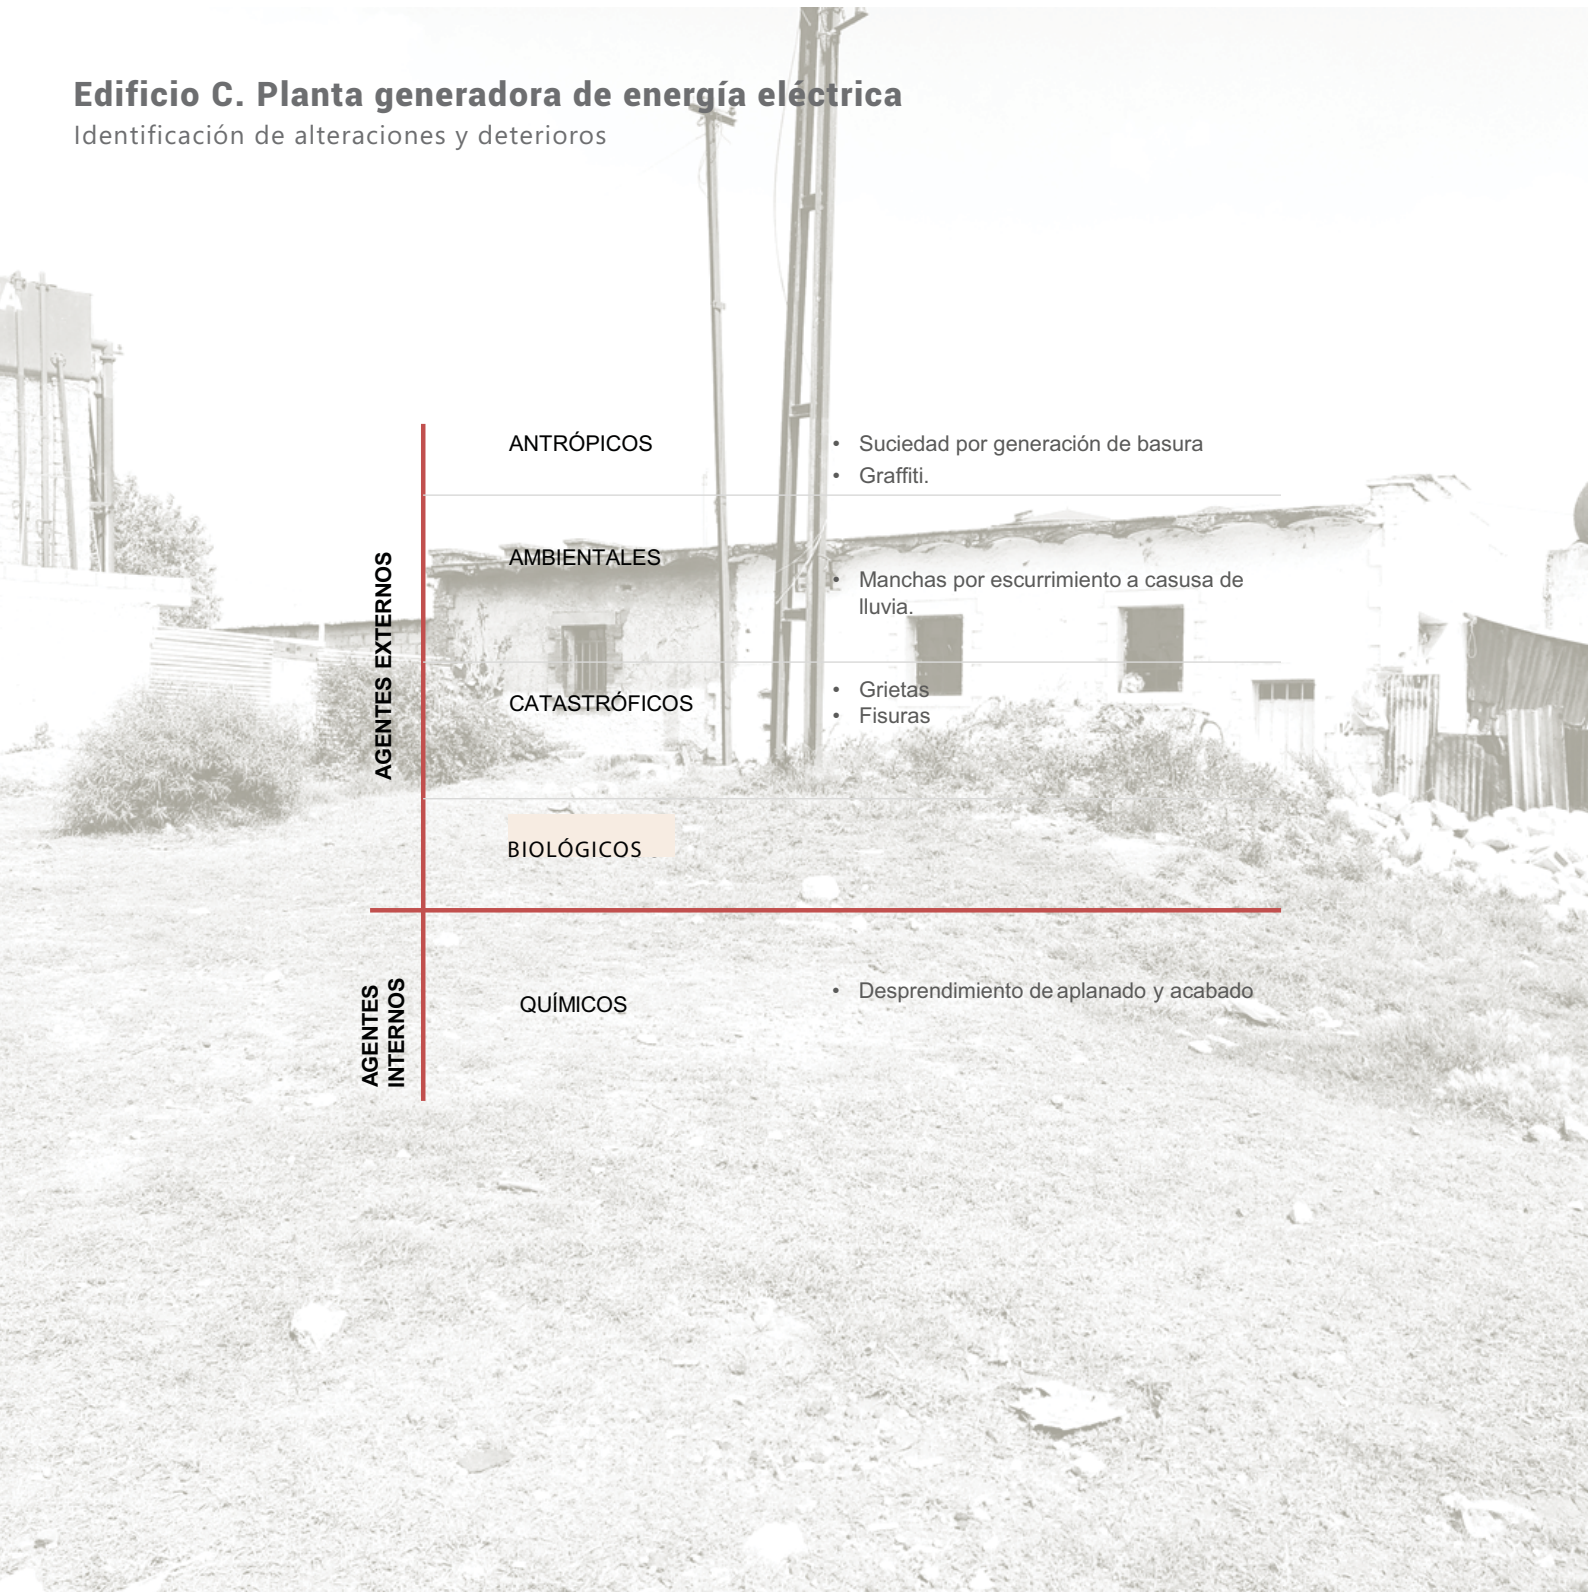 Edificio C. Planta generadora de energía eléctrica
Identificación de alteraciones y deterioros
AGENTES EXTERNOS
ANTRÓPICOS
• Suciedad por generación de basura
• Graffiti.
AMBIENTALES
• Manchas por escurrimiento a casusa de
lluvia.
CATASTRÓFICOS
• Grietas
• Fisuras
BIOLÓGICOS
AGENTES
INTERNOS
QUÍMICOS
• Desprendimiento de aplanado y acabado
A